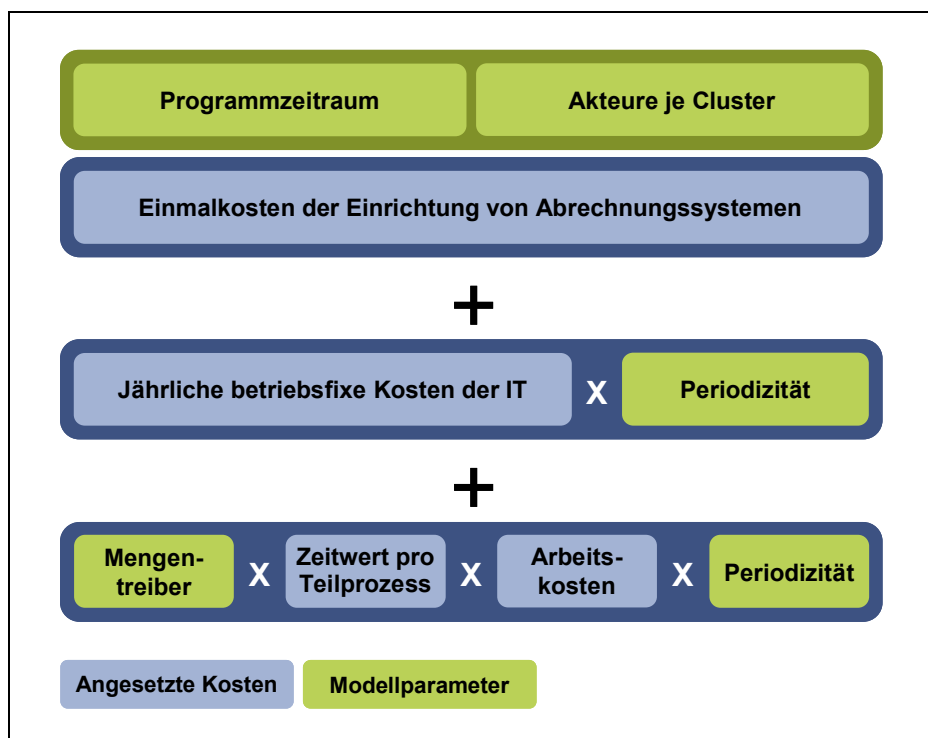 Programmzeitraum Akteure je Cluster
Einmalkosten der Einrichtung von Abrechnungssystemen
+
Jährliche betriebsfixe Kosten der IT X Periodizität
+
Mengen-
treiber X Zeitwert pro
Teilprozess X Arbeits-
kosten X Periodizität
Angesetzte Kosten Modellparameter